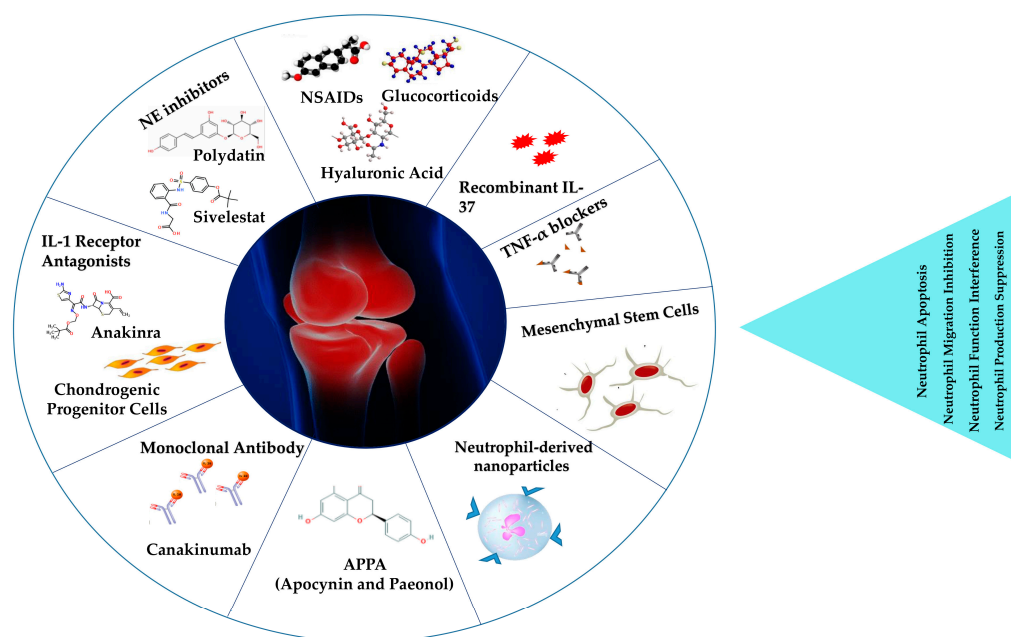 NSAIDs
Glucocorticoids
Hyaluronic Acid
Recombinant IL-
37
TNF-α blockers
Mesenchymal Stem Cells
Neutrophil-derived
nanoparticles
APPA
(Apocynin and Paeonol)
Monoclonal Antibody
Canakinumab
IL-1 Receptor
Antagonists
Anakinra
Chondrogenic
Progenitor Cells
NE inhibitors
Polydatin
Sivelestat
Neutrophil Apoptosis
Neutrophil Migration Inhibition
Neutrophil Function Interference
Neutrophil Production Suppression